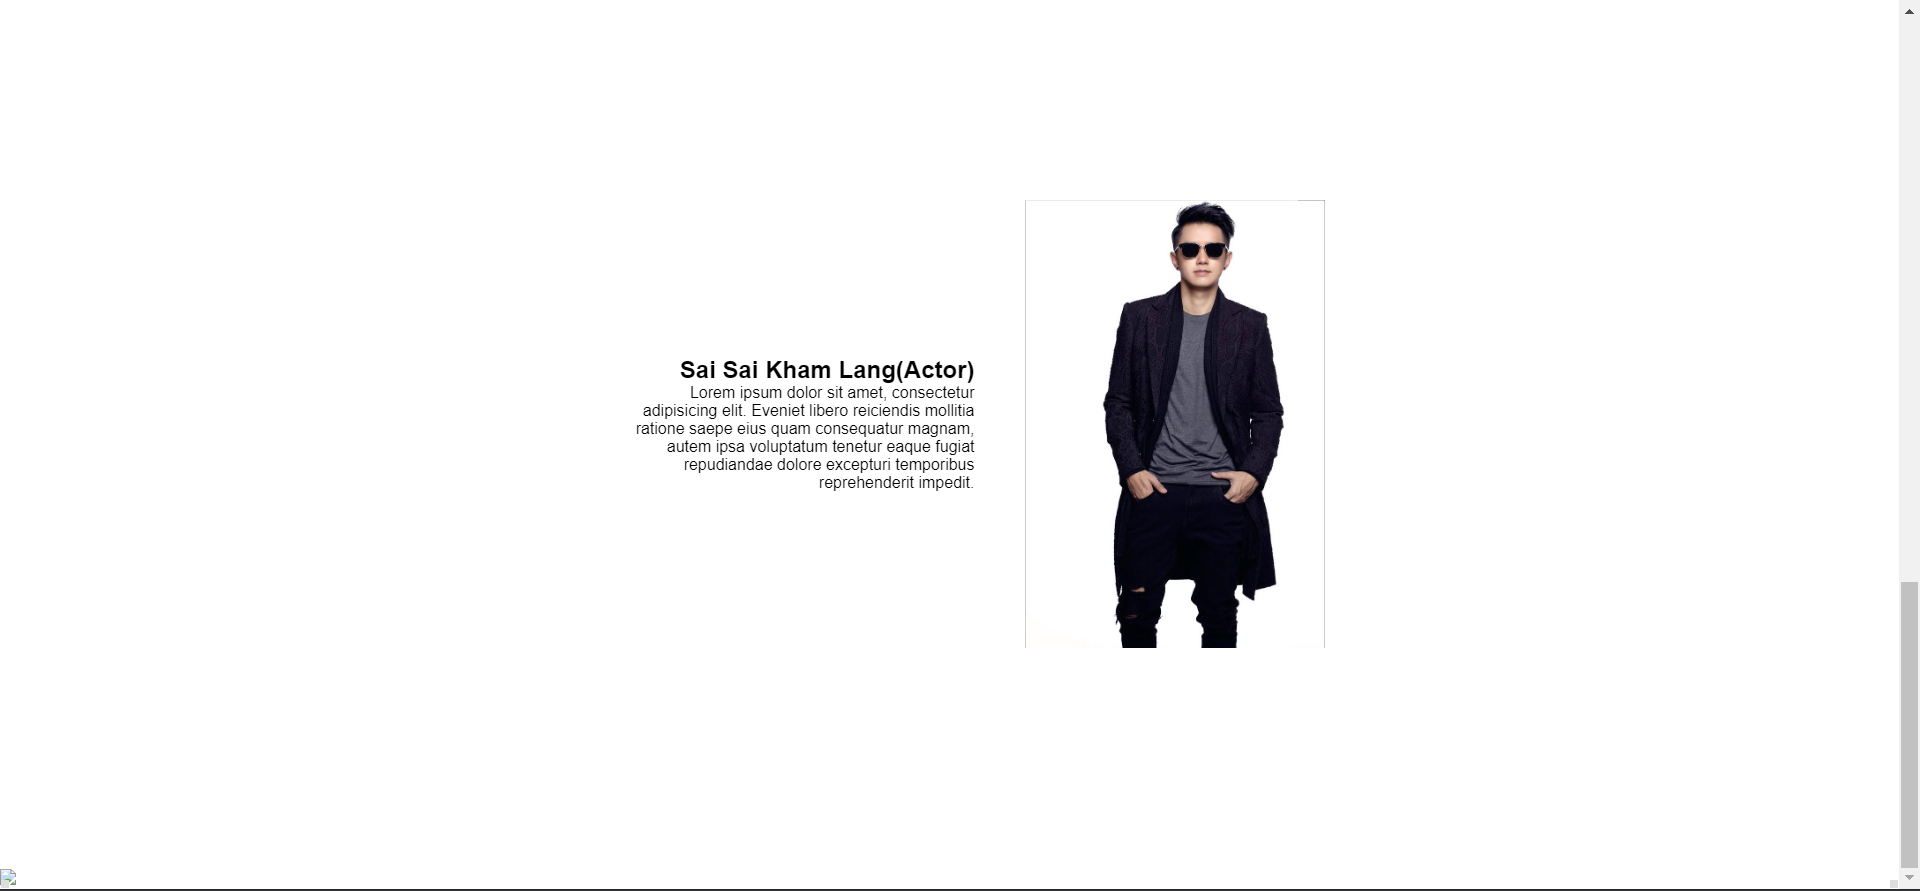 Sai Sai Kham Lang(Actor)
Lorem ipsum dolor sit amet, consectetur
adipisicing elit. Eveniet libero reiciendis mollitia
ratione saepe eius quam consequatur magnam,
autem ipsa voluptatum tenetur eaque fugiat
repudiandae dolore excepturi temporibus
reprehenderit impedit.